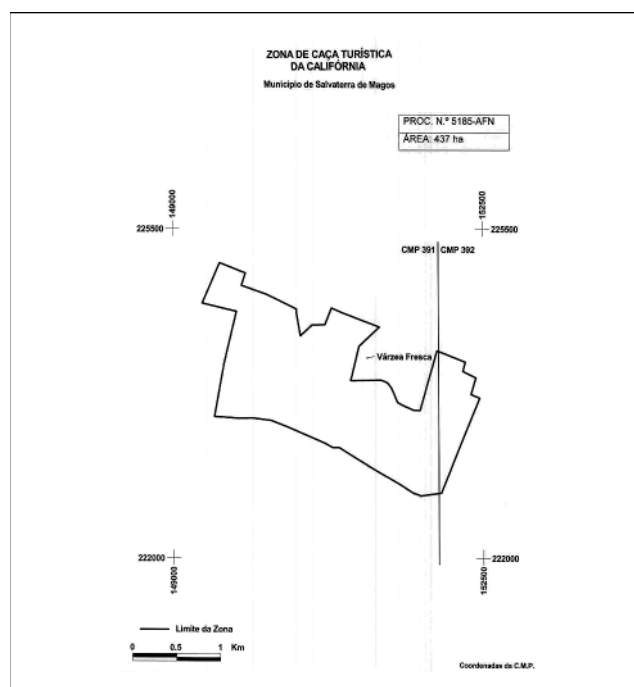 ZONA DE CAÇA TURÍSTICA
DA CALIFÓRNIA
Município de Salvaterra de Magos
PROC. N.º 5185-AFN
ÁREA: 437 ha
149000
152500
225500
225500
CMP 391
CMP 392
Várzea Fresca
222000
222000
149000
152500
Limite da Zona
0 0.5 1 Km
Coordenadas da C.M.P.